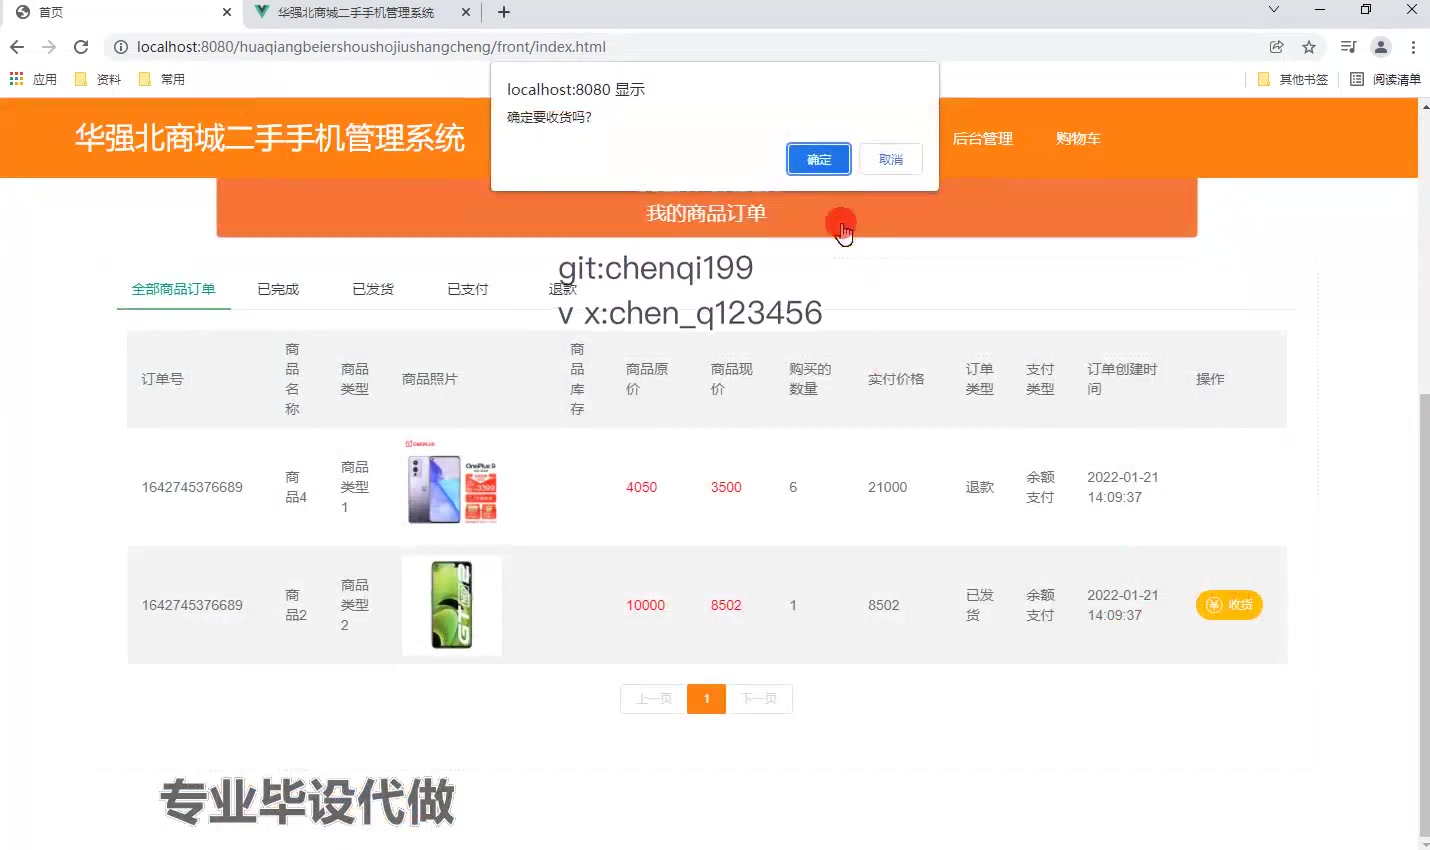 首页
华强北商城二手手机管理系统
localhost:8080/huaqiangbeiershoushojiushangcheng/front/index.html
应用
资料
常用
其他书签
阅读清单
localhost:8080 显示
确定要收货吗?
确定
取消
华强北商城二手手机管理系统
后台管理
购物车
我的商品订单
git:chenqi199
v x:chen_q123456
全部商品订单
已完成
已发货
已支付
退款
订单号
商品名称
商品类型
商品照片
商品库存
商品原价
商品现价
购买的数量
实付价格
订单类型
支付类型
订单创建时间
操作
1642745376689
商品4
商品类型1
ONEPLUS
OnePlus 9
4050
3500
6
21000
退款
余额支付
2022-01-21 14:09:37
1642745376689
商品2
商品类型2
10000
8502
1
8502
已发货
余额支付
2022-01-21 14:09:37
收货
上一页
1
下一页
专业毕设代做